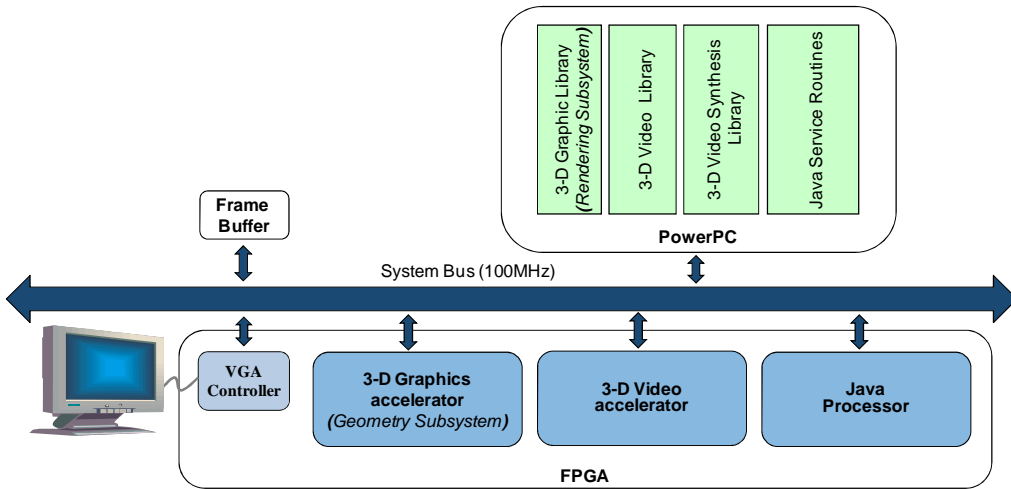 3-D Graphic Library
(Rendering Subsystem)
3-D Video Library
3-D Video Synthesis
Library
Java Service Routines
PowerPC
Frame
Buffer
System Bus (100MHz)
VGA
Controller
3-D Graphics
accelerator
(Geometry Subsystem)
3-D Video
accelerator
Java
Processor
FPGA